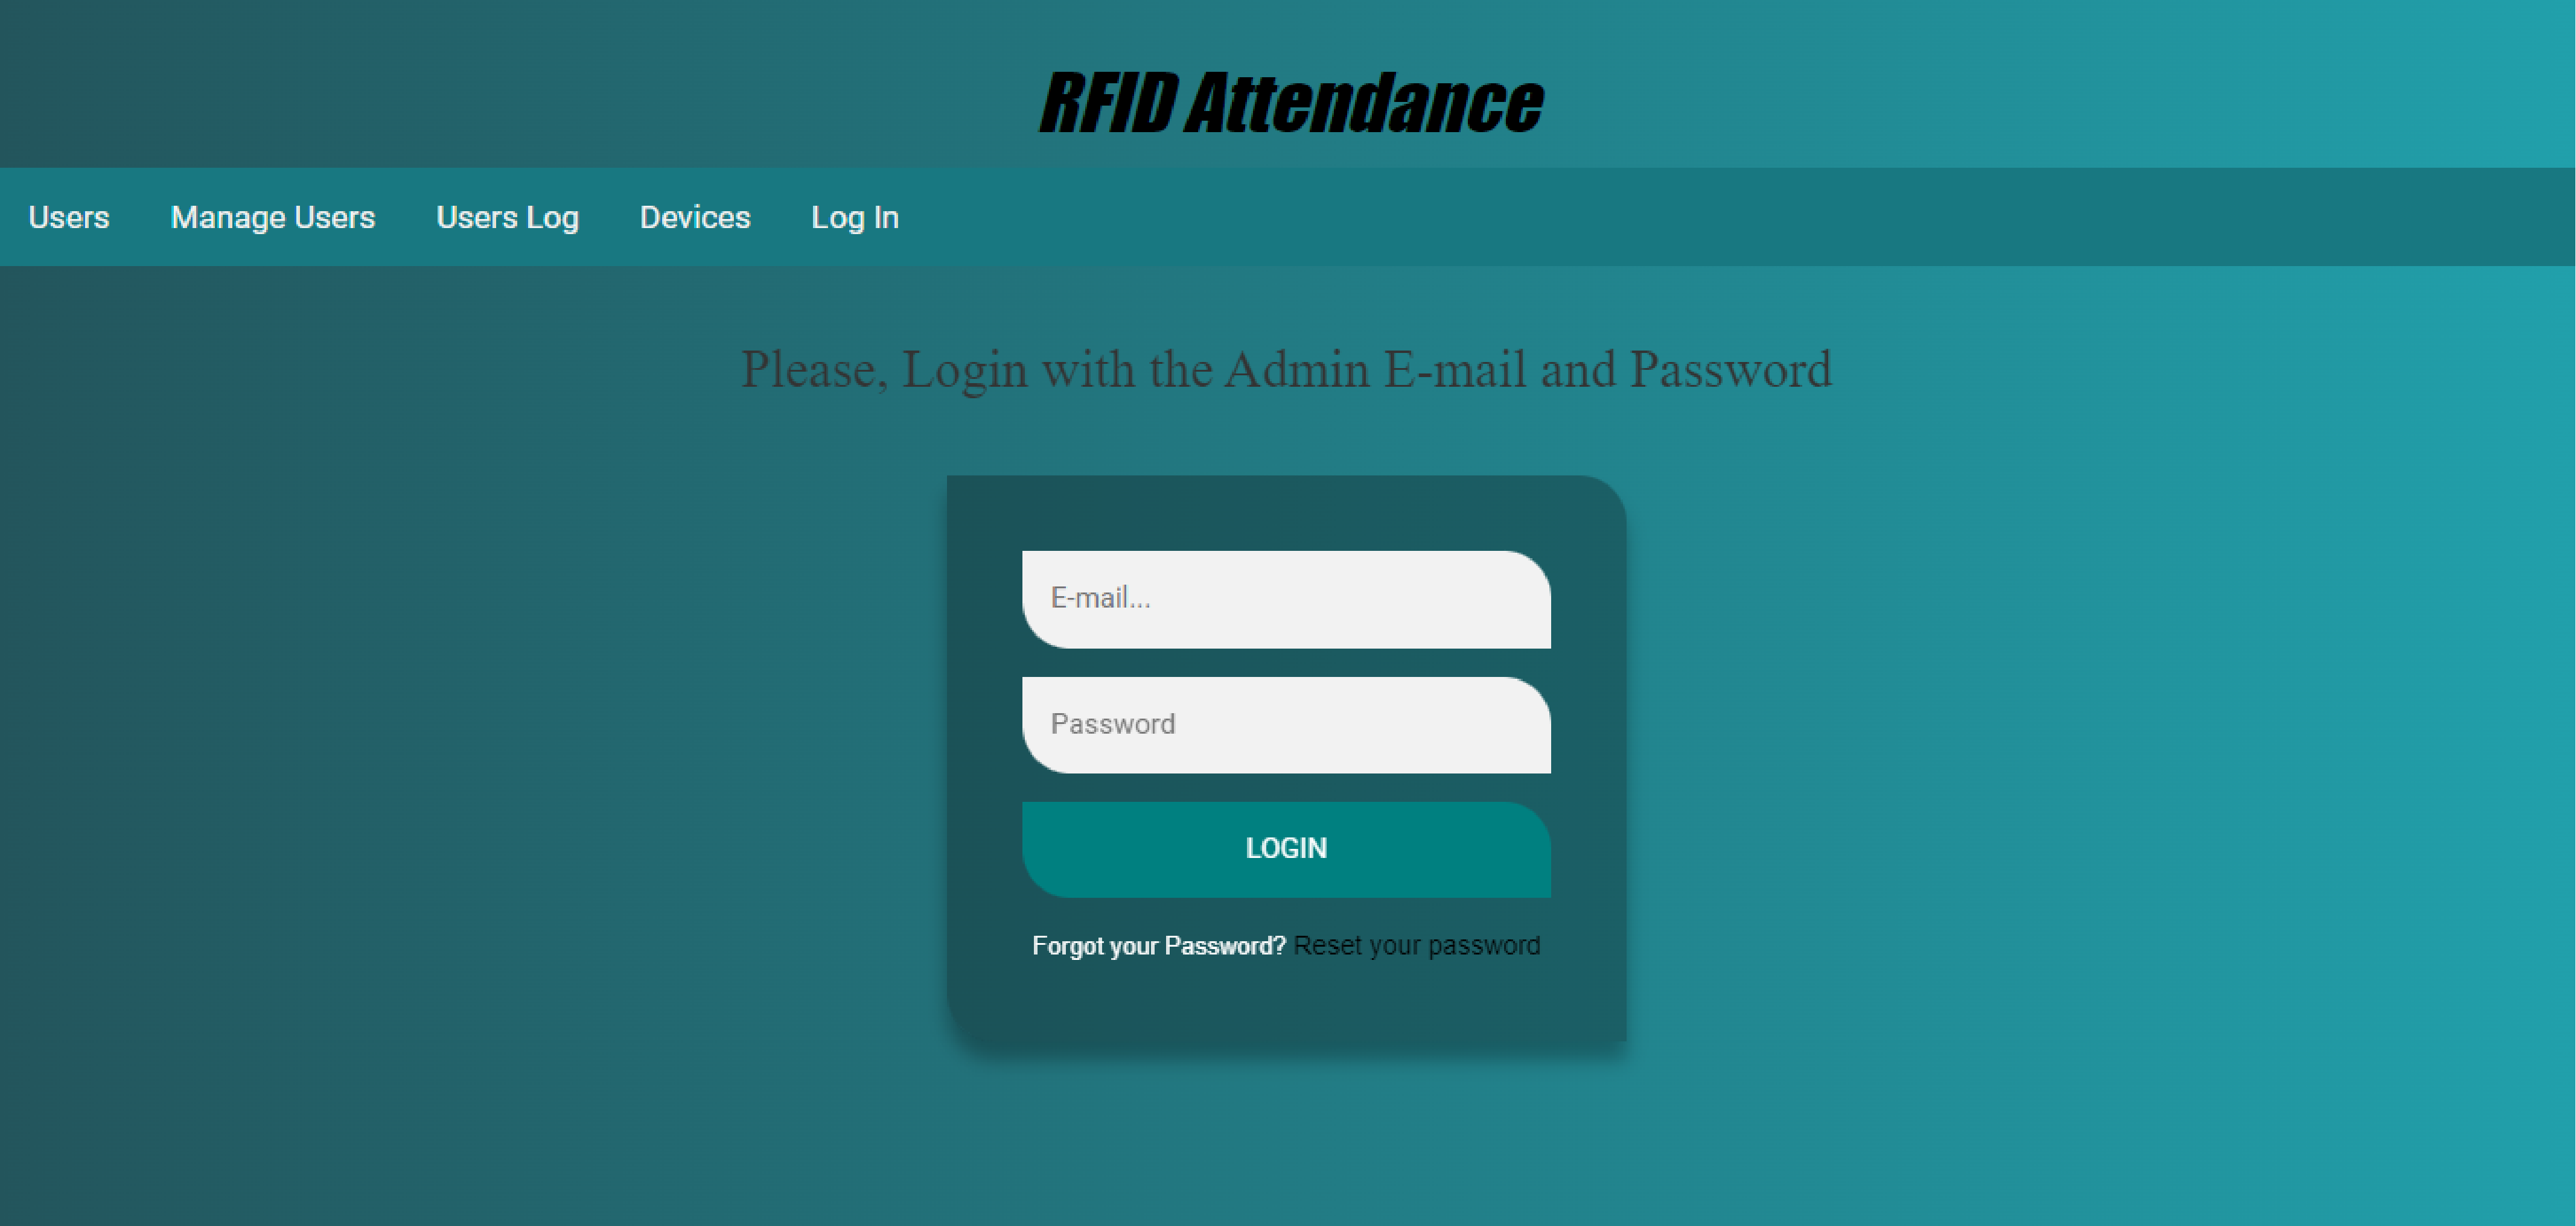 RFID Attendance
Users Manage Users Users Log Devices Log In
Please, Login with the Admin E-mail and Password
E-mail...
Password
LOGIN
Forgot your Password? Reset your password